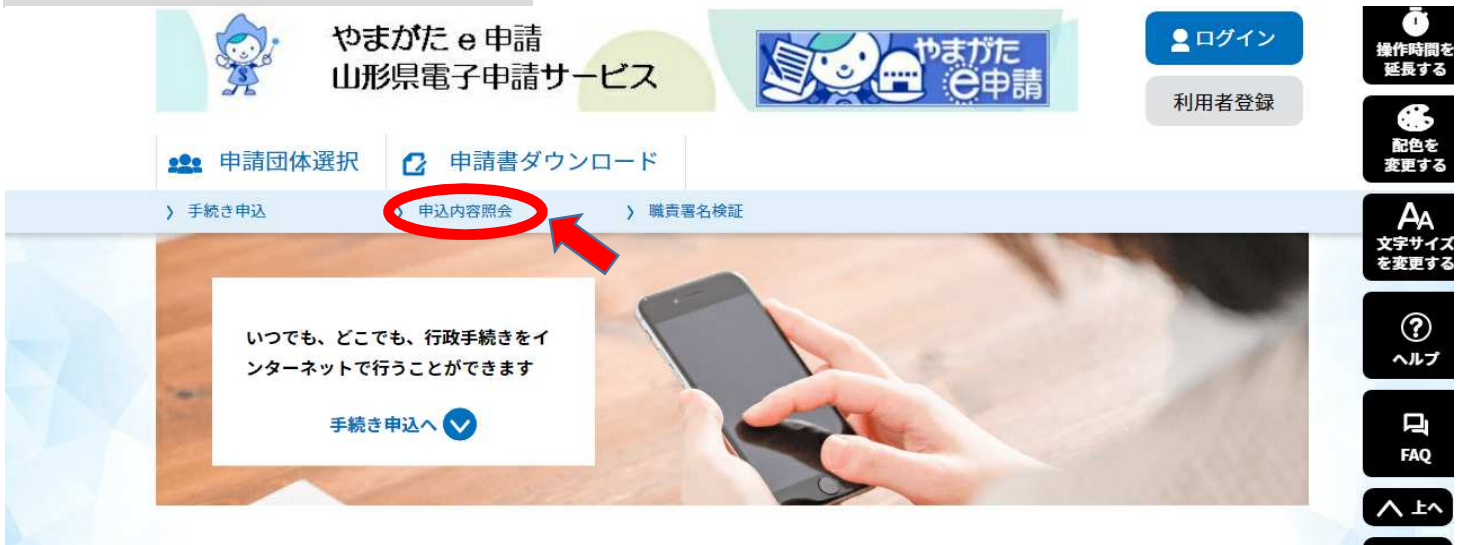 やまがたe申請
山形県電子申請サービス
やまがた
e申請
ログイン
利用者登録
操作時間を
延長する
配色を
変更する
申請団体選択
申請書ダウンロード
手続き申込
申込内容照会
職責署名検証
AA
文字サイズ
を変更する
いつでも、どこでも、行政手続きをイ
ンターネットで行うことができます
手続き申込へ
?
ヘルプ
FAQ
上へ
S